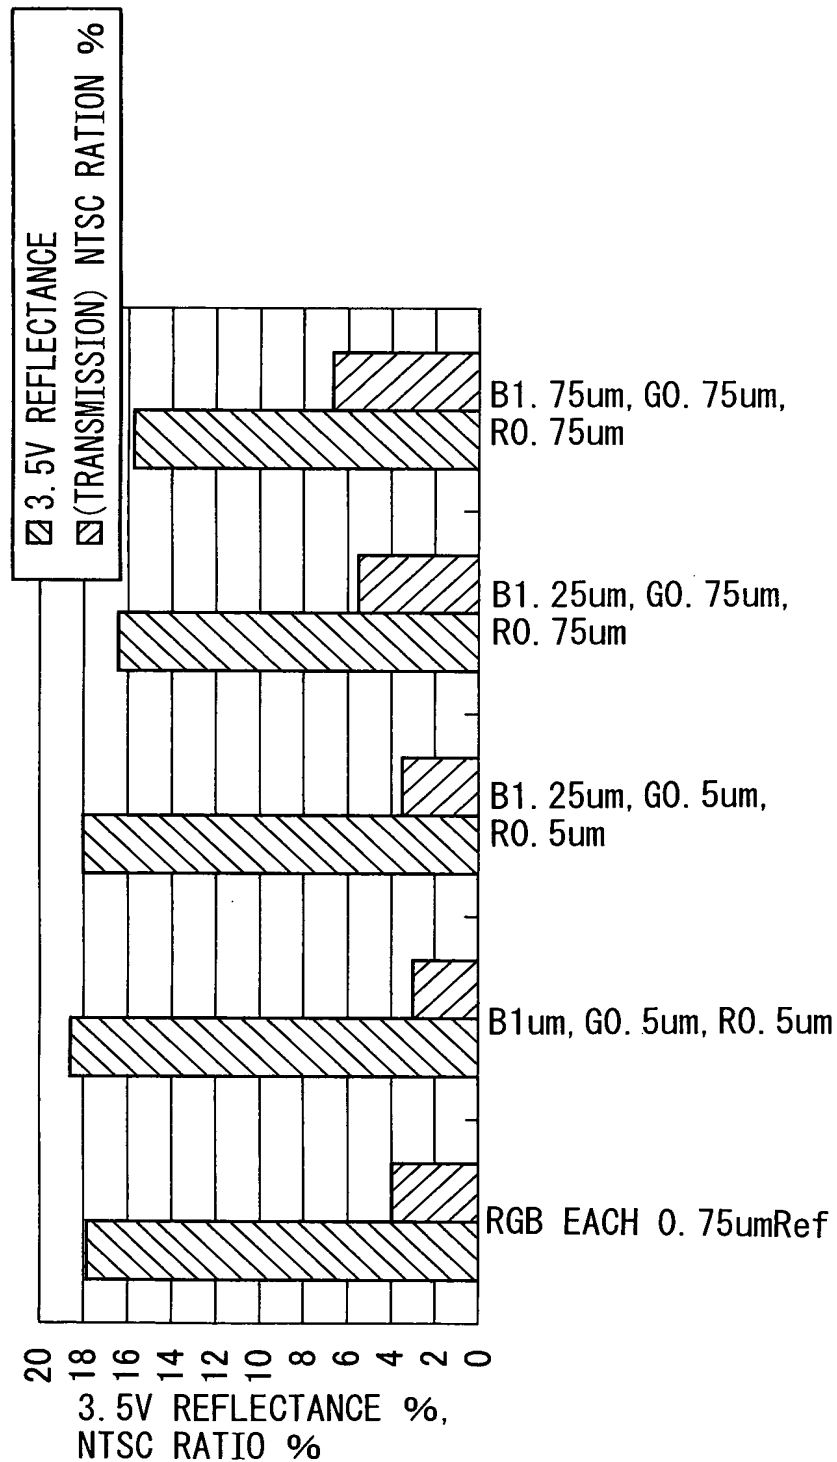 3.5V REFLECTANCE
(TRANSMISSION) NTSC RATION %
B1.75um, G0.75um,
R0.75um
B1.25um, G0.75um,
R0.75um
B1.25um, G0.5um,
R0.5um
B1um, G0.5um, R0.5um
RGB EACH 0.75umRef
20
18
16
14
12
10
8
6
4
2
0
3.5V REFLECTANCE %,
NTSC RATIO %